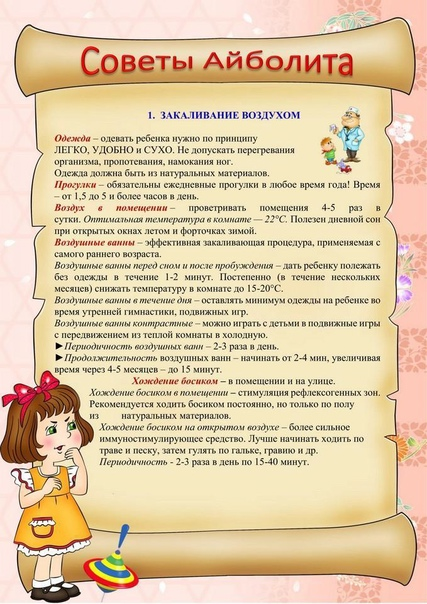 Советы Айболита
1. ЗАКАЛИВАНИЕ ВОЗДУХОМ
Одежда – одевать ребенка нужно по принципу
ЛЕГКО, УДОБНО и СУХО. Не допускать перегревания
организма, пропотевания, намокания ног.
Одежда должна быть из натуральных материалов.
Прогулки – обязательны ежедневные прогулки в любое время года! Время
– от 1,5 до 5 и более часов в день.
Воздух в помещении – проветривать помещения 4-5 раз в
сутки. Оптимальная температура в комнате — 22°С. Полезен дневной сон
при открытых окнах летом и форточках зимой.
Воздушные ванны – эффективная закаливающая процедура, применяемая с
самого раннего возраста.
Воздушные ванны перед сном и после пробуждения – дать ребенку полежать
без одежды в течение 1-2 минут. Постепенно (в течение нескольких
месяцев) снижать температуру в комнате до 15-20°С.
Воздушные ванны в течение дня – оставлять минимум одежды на ребенке во
время утренней гимнастики, подвижных игр.
Воздушные ванны контрастные – можно играть с детьми в подвижные игры
с передвижением из теплой комнаты в холодную.
►Периодичность воздушных ванн – 2-3 раза в день.
►Продолжительность воздушных ванн – начинать от 2-4 мин, увеличивая
время через 4-5 месяцев – до 15 минут.
Хождение босиком – в помещении и на улице.
Хождение босиком в помещении – стимуляция рефлексогенных зон.
Рекомендуется ходить босиком постоянно, но только по полу
из натуральных материалов.
Хождение босиком на открытом воздухе – более сильное
иммуностимулирующее средство. Лучше начинать ходить по
траве и песку, затем гулять по гальке, гравию и др.
Периодичность - 2-3 раза в день по 15-40 минут.